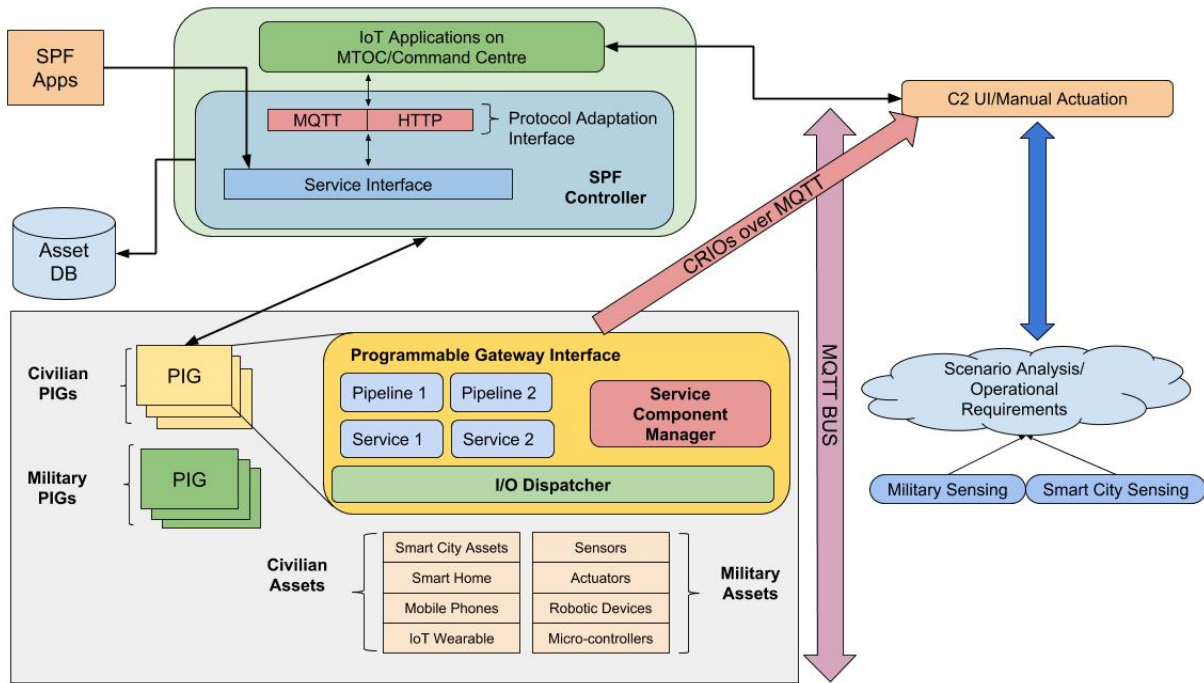 SPF
Apps
IoT Applications on
MTOC/Command Centre
MQTT
HTTP
Protocol Adaptation
Interface
Service Interface
SPF
Controller
C2 UI/Manual Actuation
Asset
DB
CRIOs over MQTT
MQTT BUS
Civilian
PIGs
PIG
Military
PIGs
PIG
Programmable Gateway Interface
Pipeline 1
Pipeline 2
Service 1
Service 2
Service
Component
Manager
I/O Dispatcher
Scenario Analysis/
Operational
Requirements
Military Sensing
Smart City Sensing
Civilian
Assets
Smart City Assets
Smart Home
Mobile Phones
IoT Wearable
Sensors
Actuators
Robotic Devices
Micro-controllers
Military
Assets